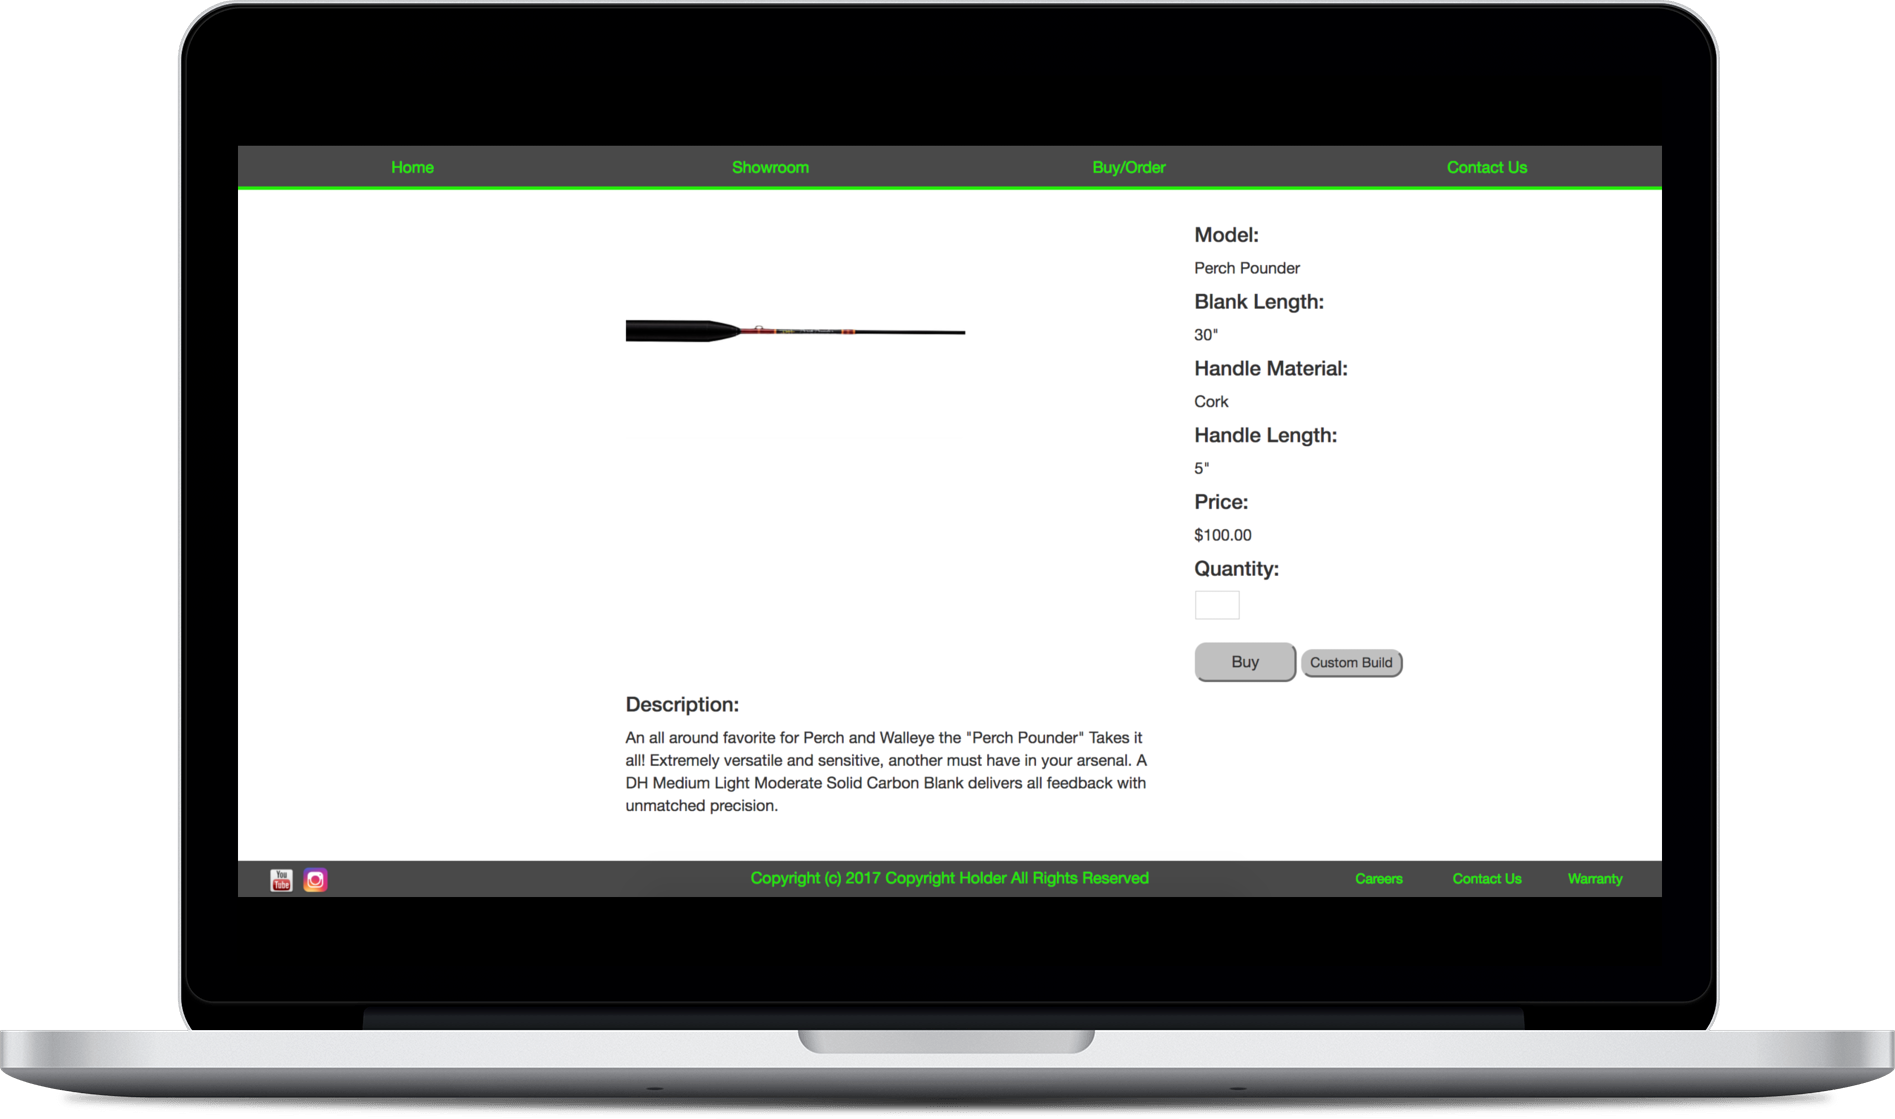 Home
Showroom
Buy/Order
Contact Us
Model:
Perch Pounder
Blank Length:
30"
Handle Material:
Cork
Handle Length:
5"
Price:
$100.00
Quantity:
Buy
Custom Build
Description:
An all around favorite for Perch and Walleye the "Perch Pounder" Takes it
all! Extremely versatile and sensitive, another must have in your arsenal. A
DH Medium Light Moderate Solid Carbon Blank delivers all feedback with
unmatched precision.
You
Tube
Copyright (c) 2017 Copyright Holder All Rights Reserved
Careers
Contact Us
Warranty